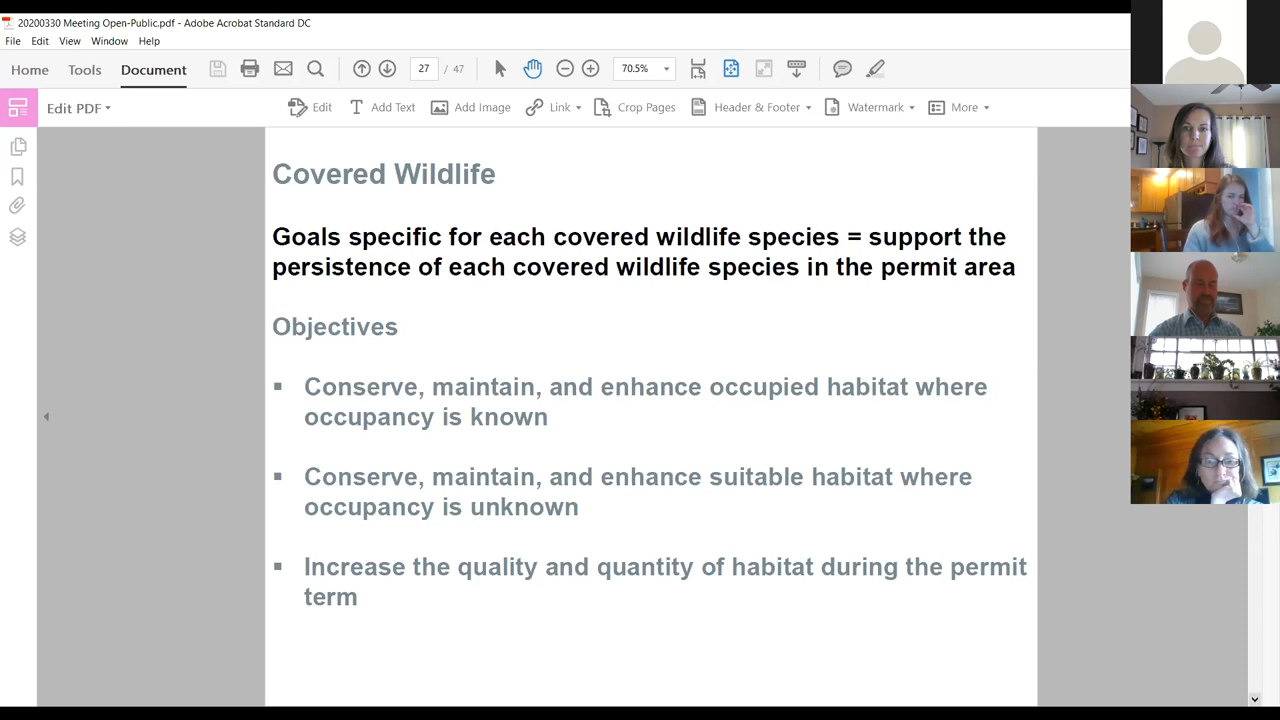 20200330 Meeting Open-Public.pdf - Adobe Acrobat Standard DC
File Edit View Window Help
Home Tools Document 27 / 47 70.5%
Edit PDF Edit Add Text Add Image Link Crop Pages Header & Footer Watermark More
Covered Wildlife
Goals specific for each covered wildlife species = support the
persistence of each covered wildlife species in the permit area
Objectives
▪ Conserve, maintain, and enhance occupied habitat where
occupancy is known
▪ Conserve, maintain, and enhance suitable habitat where
occupancy is unknown
▪ Increase the quality and quantity of habitat during the permit
term